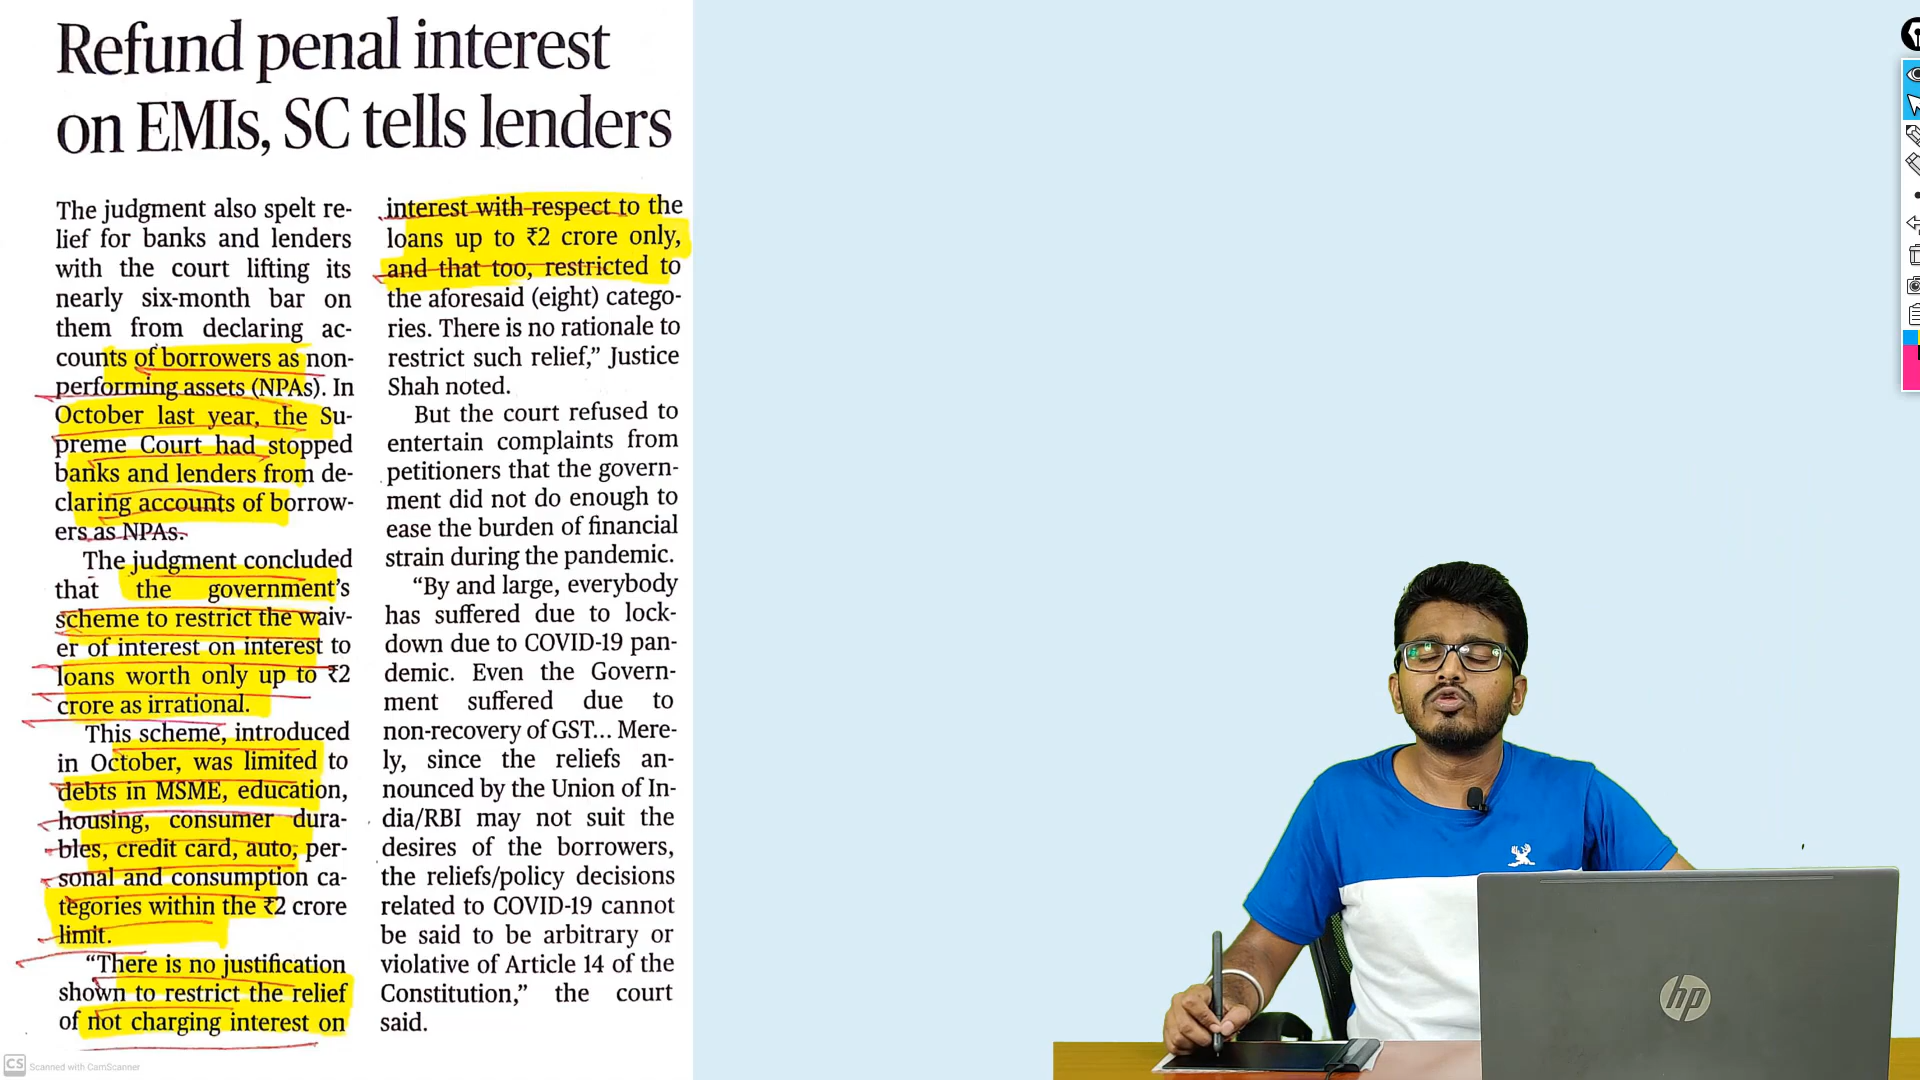 Refund penal interest
on EMIs, SC tells lenders
The judgment also spelt re-
lief for banks and lenders
with the court lifting its
nearly six-month bar on
them from declaring ac-
counts of borrowers as non-
performing assets (NPAs). In
October last year, the Su-
preme Court had stopped
banks and lenders from de-
claring accounts of borrow-
ers as NPAs.
The judgment concluded
that the government's
scheme to restrict the waiv-
er of interest on interest to
loans worth only up to ₹2
crore as irrational.
This scheme, introduced
in October, was limited to
debts in MSME, education,
housing, consumer dura-
bles, credit card, auto, per-
sonal and consumption ca-
tegories within the ₹2 crore
limit.
“There is no justification
shown to restrict the relief
of not charging interest on
interest with respect to the
loans up to ₹2 crore only,
and that too, restricted to
the aforesaid (eight) catego-
ries. There is no rationale to
restrict such relief,” Justice
Shah noted.
But the court refused to
entertain complaints from
petitioners that the govern-
ment did not do enough to
ease the burden of financial
strain during the pandemic.
“By and large, everybody
has suffered due to lock-
down due to COVID-19 pan-
demic. Even the Govern-
ment suffered due to
non-recovery of GST... Mere-
ly, since the reliefs an-
nounced by the Union of In-
dia/RBI may not suit the
desires of the borrowers,
the reliefs/policy decisions
related to COVID-19 cannot
be said to be arbitrary or
violative of Article 14 of the
Constitution,” the court
said.
CS Scanned with CamScanner
hp